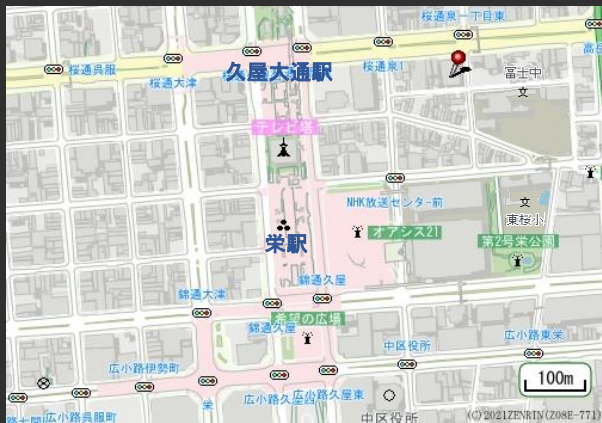 桜通泉一丁目東
桜通呉服
桜通大津
久屋大通駅
桜通泉1
冨士中
文
テレビ塔
NHK放送センター前
文
東桜小
栄駅
オアシス21
第2号栄公園
錦通久屋
錦通大津
希望の広場
錦通久屋
広小路東栄
中区役所
広小路伊勢町
100m
栄
広小路久屋西
広小路久屋東
広小路呉服町
中区役所
(C)2021ZENRIN(Z08E-771)